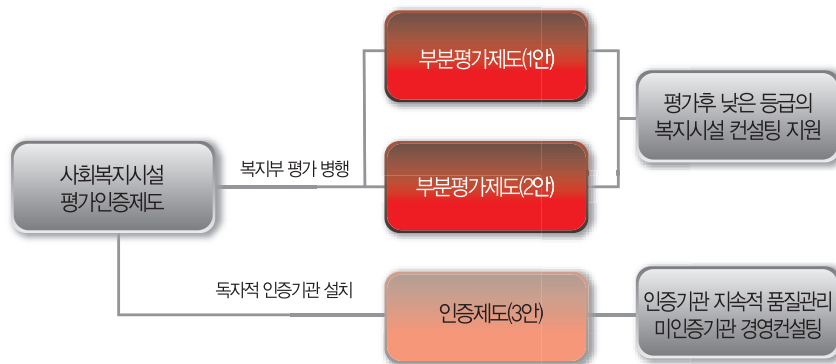 부분평가제도(1안)
평가후 낮은 등급의
복지시설 컨설팅 지원
사회복지시설
평가인증제도
복지부 평가 병행
부분평가제도(2안)
독자적 인증기관 설치
인증제도(3안)
인증기관 지속적 품질관리
미인증기관 경영컨설팅